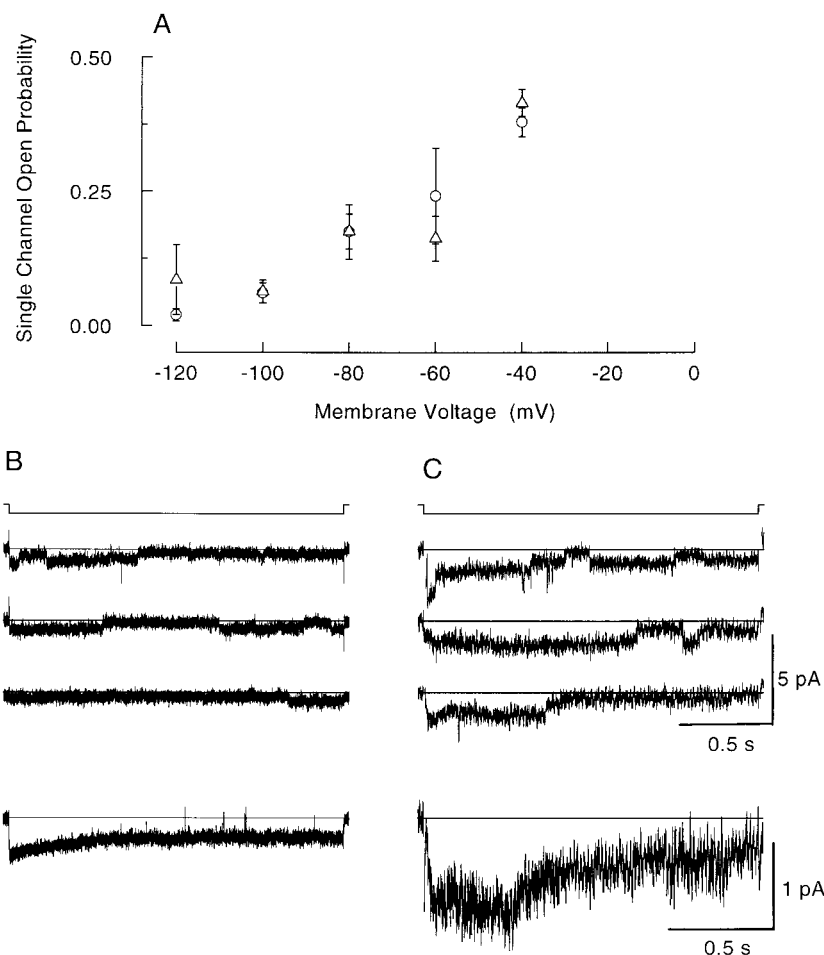 A
Single Channel Open Probability
0.50
0.25
0.00
-120 -100 -80 -60 -40 -20 0
Membrane Voltage (mV)
B
C
5 pA
0.5 s
1 pA
0.5 s